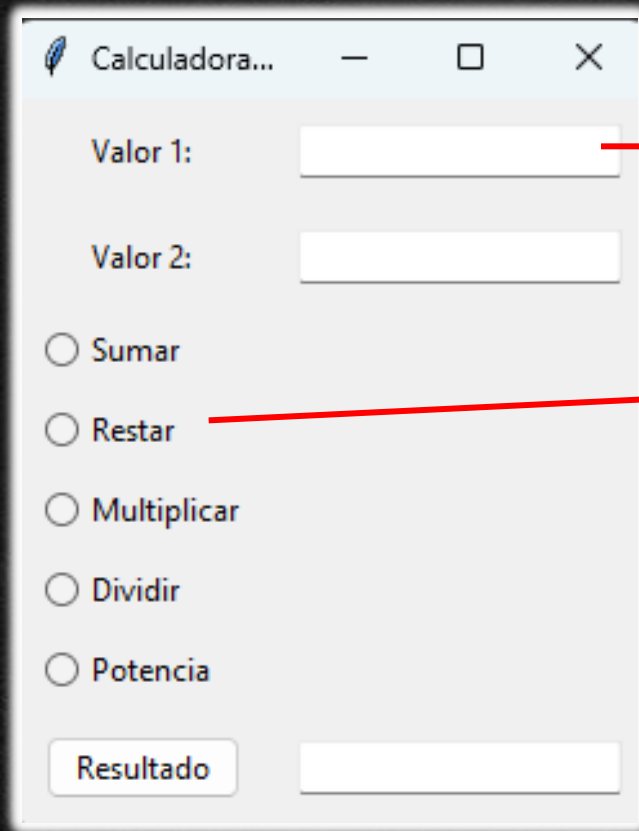 Calculadora...
Valor 1:
Valor 2:
Sumar
Restar
Multiplicar
Dividir
Potencia
Resultado